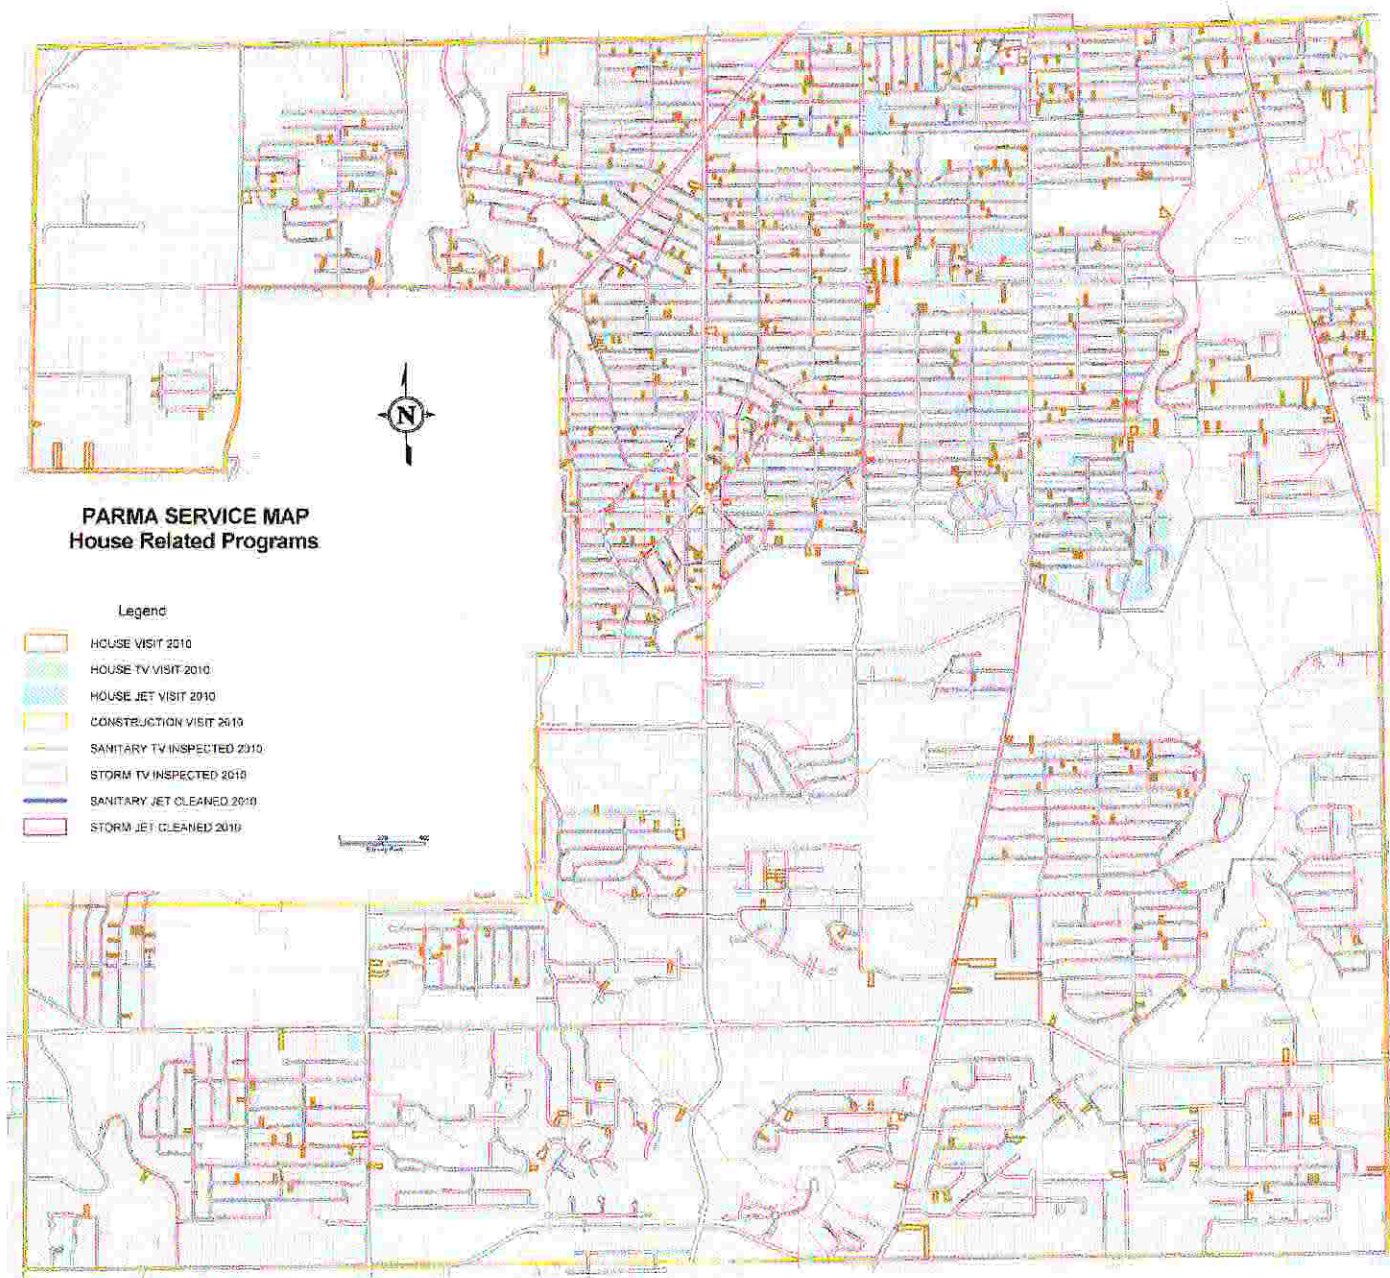 N
PARMA SERVICE MAP
House Related Programs
Legend
HOUSE VISIT 2010
HOUSE TV VISIT 2010
HOUSE JET VISIT 2010
CONSTRUCTION VISIT 2010
SANITARY TV INSPECTED 2010
STORM TV INSPECTED 2010
SANITARY JET CLEANED 2010
STORM JET CLEANED 2010